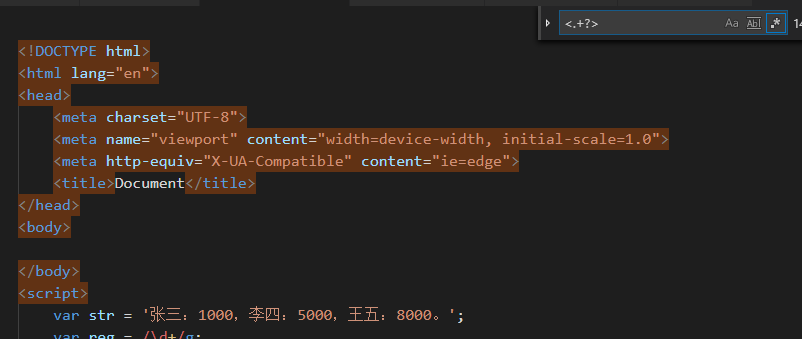 <.+?>
Aa Abl .* 14
<!DOCTYPE html>
<html lang="en">
<head>
<meta charset="UTF-8">
<meta name="viewport" content="width=device-width, initial-scale=1.0">
<meta http-equiv="X-UA-Compatible" content="ie=edge">
<title>Document</title>
</head>
<body>
</body>
<script>
var str = '张三：1000，李四：5000，王五：8000。';
var reg = /\d+/g;